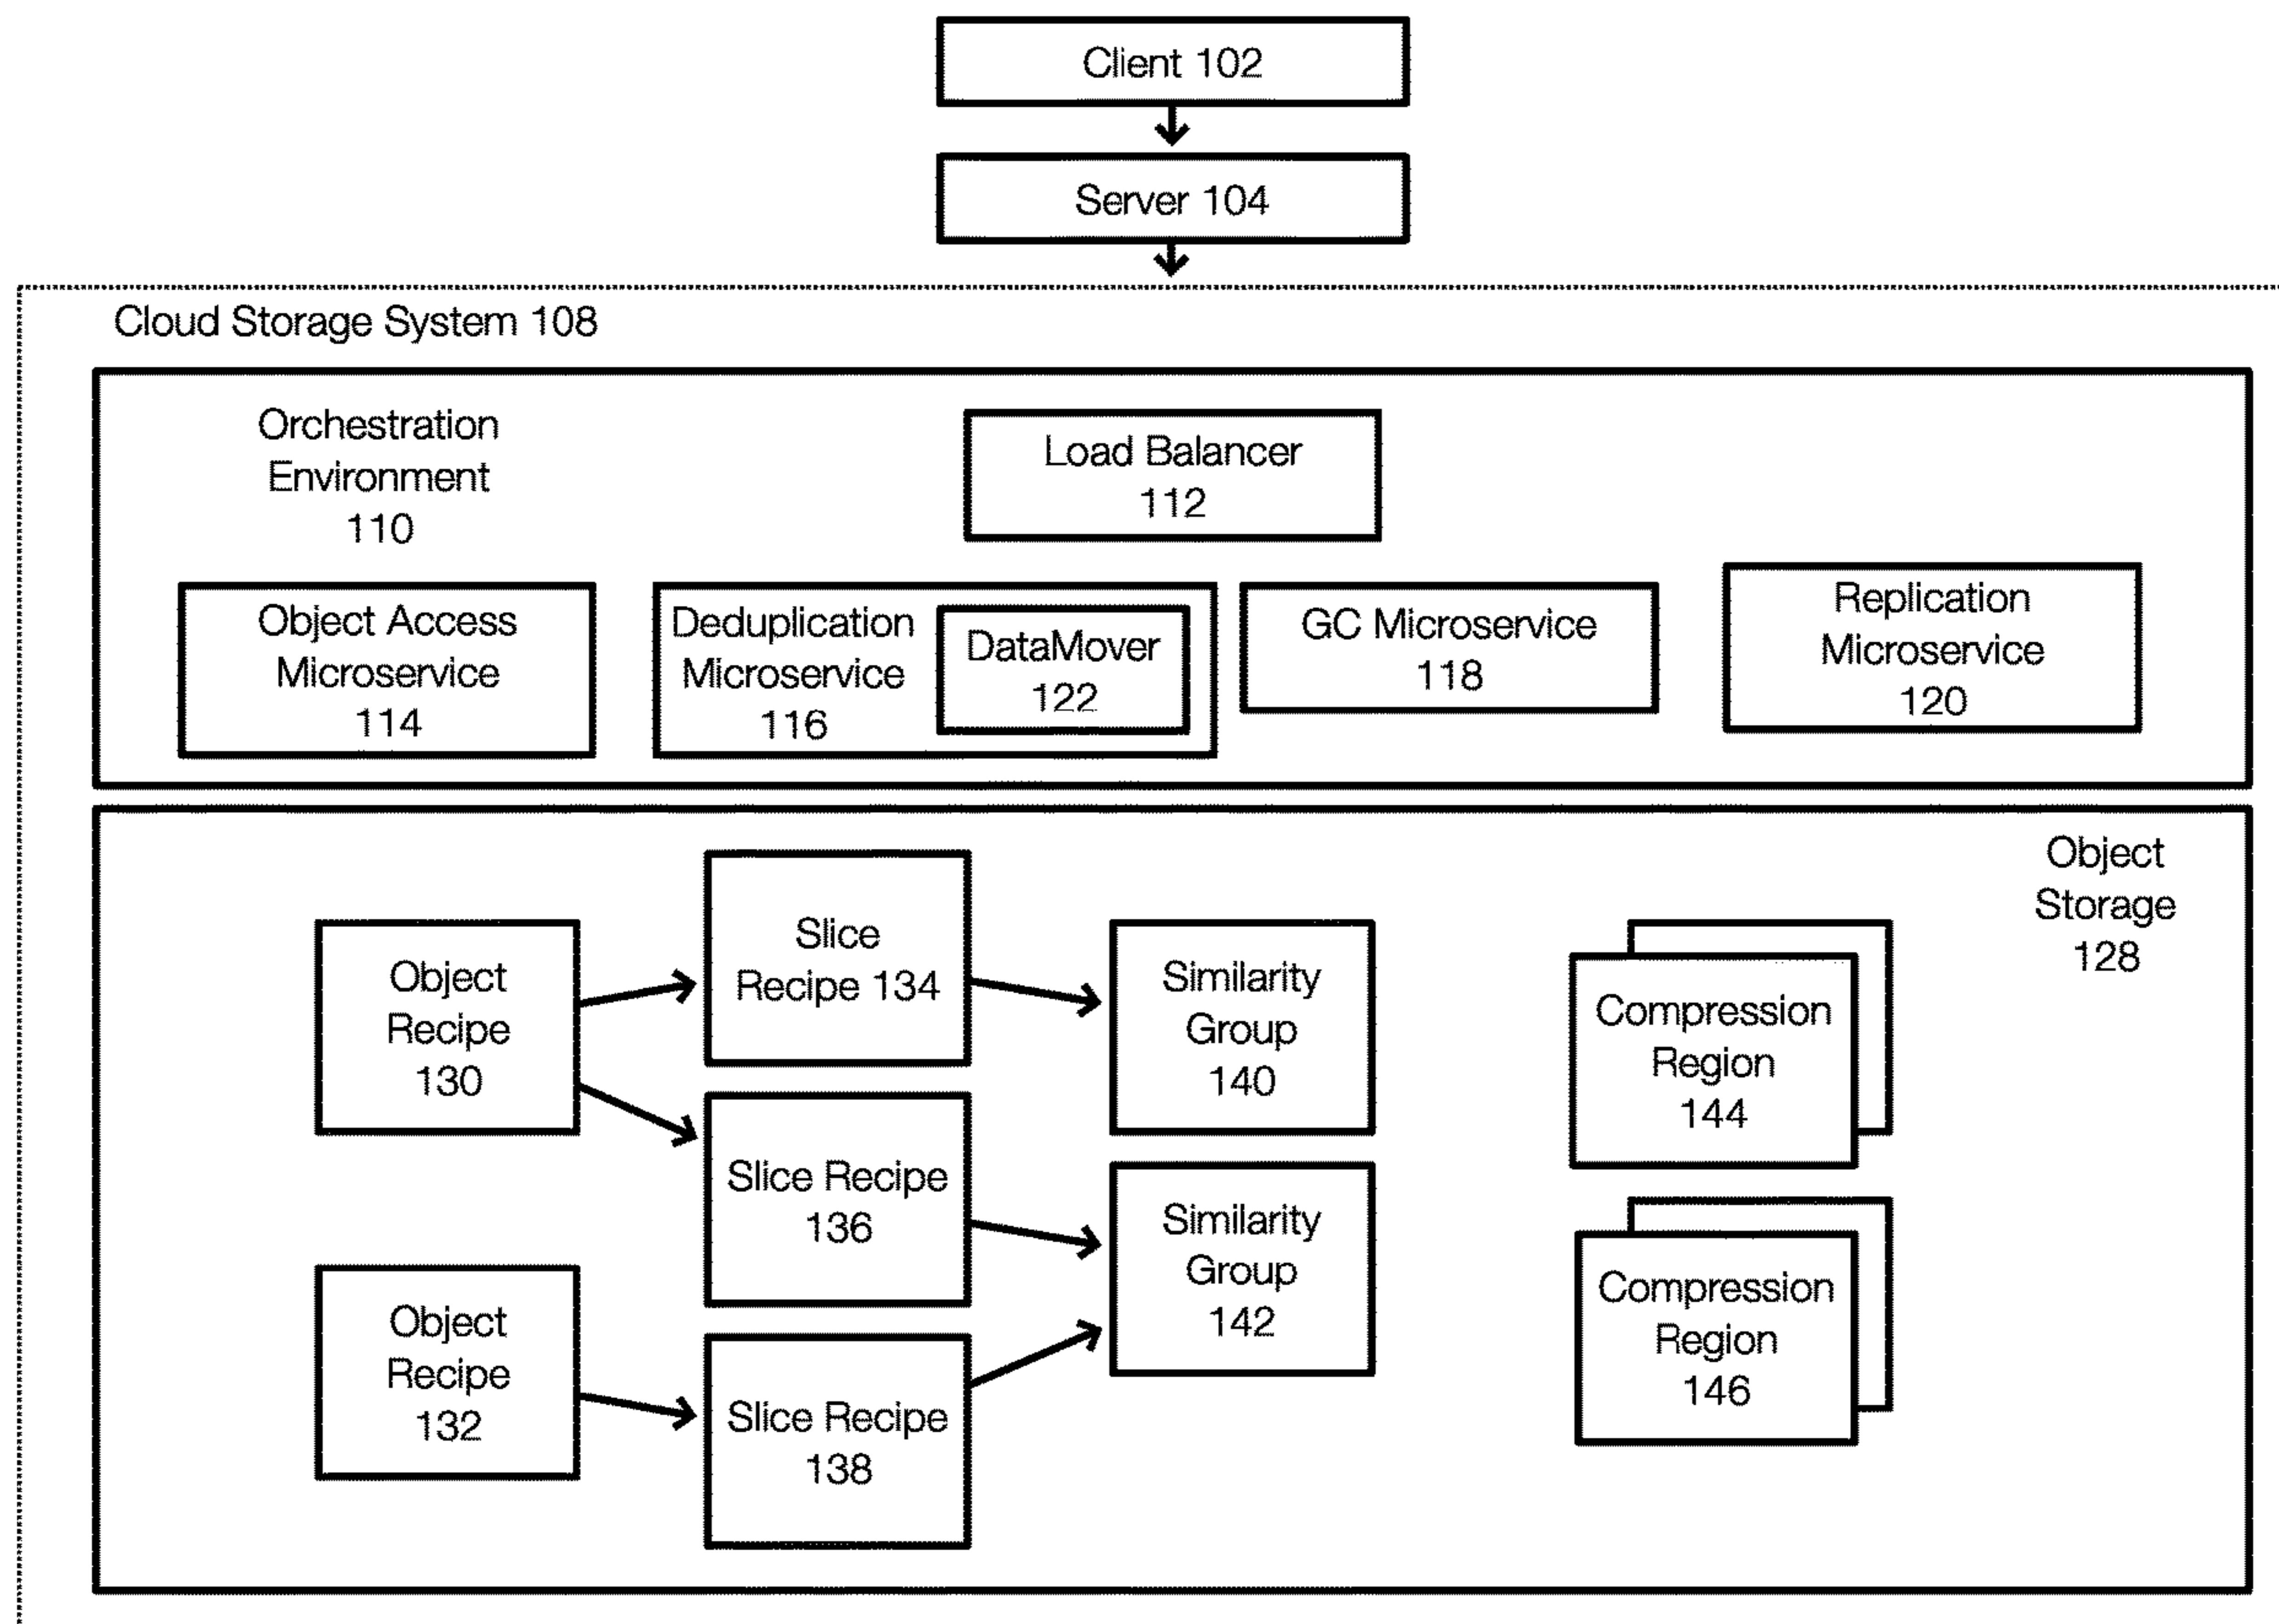 Client 102
Server 104
Cloud Storage System 108
Orchestration
Environment
110
Load Balancer
112
Object Access
Microservice
114
Deduplication
Microservice
116
DataMover
122
GC Microservice
118
Replication
Microservice
120
Object
Storage
128
Object
Recipe
130
Slice
Recipe 134
Similarity
Group
140
Compression
Region
144
Slice Recipe
136
Similarity
Group
142
Compression
Region
146
Object
Recipe
132
Slice Recipe
138